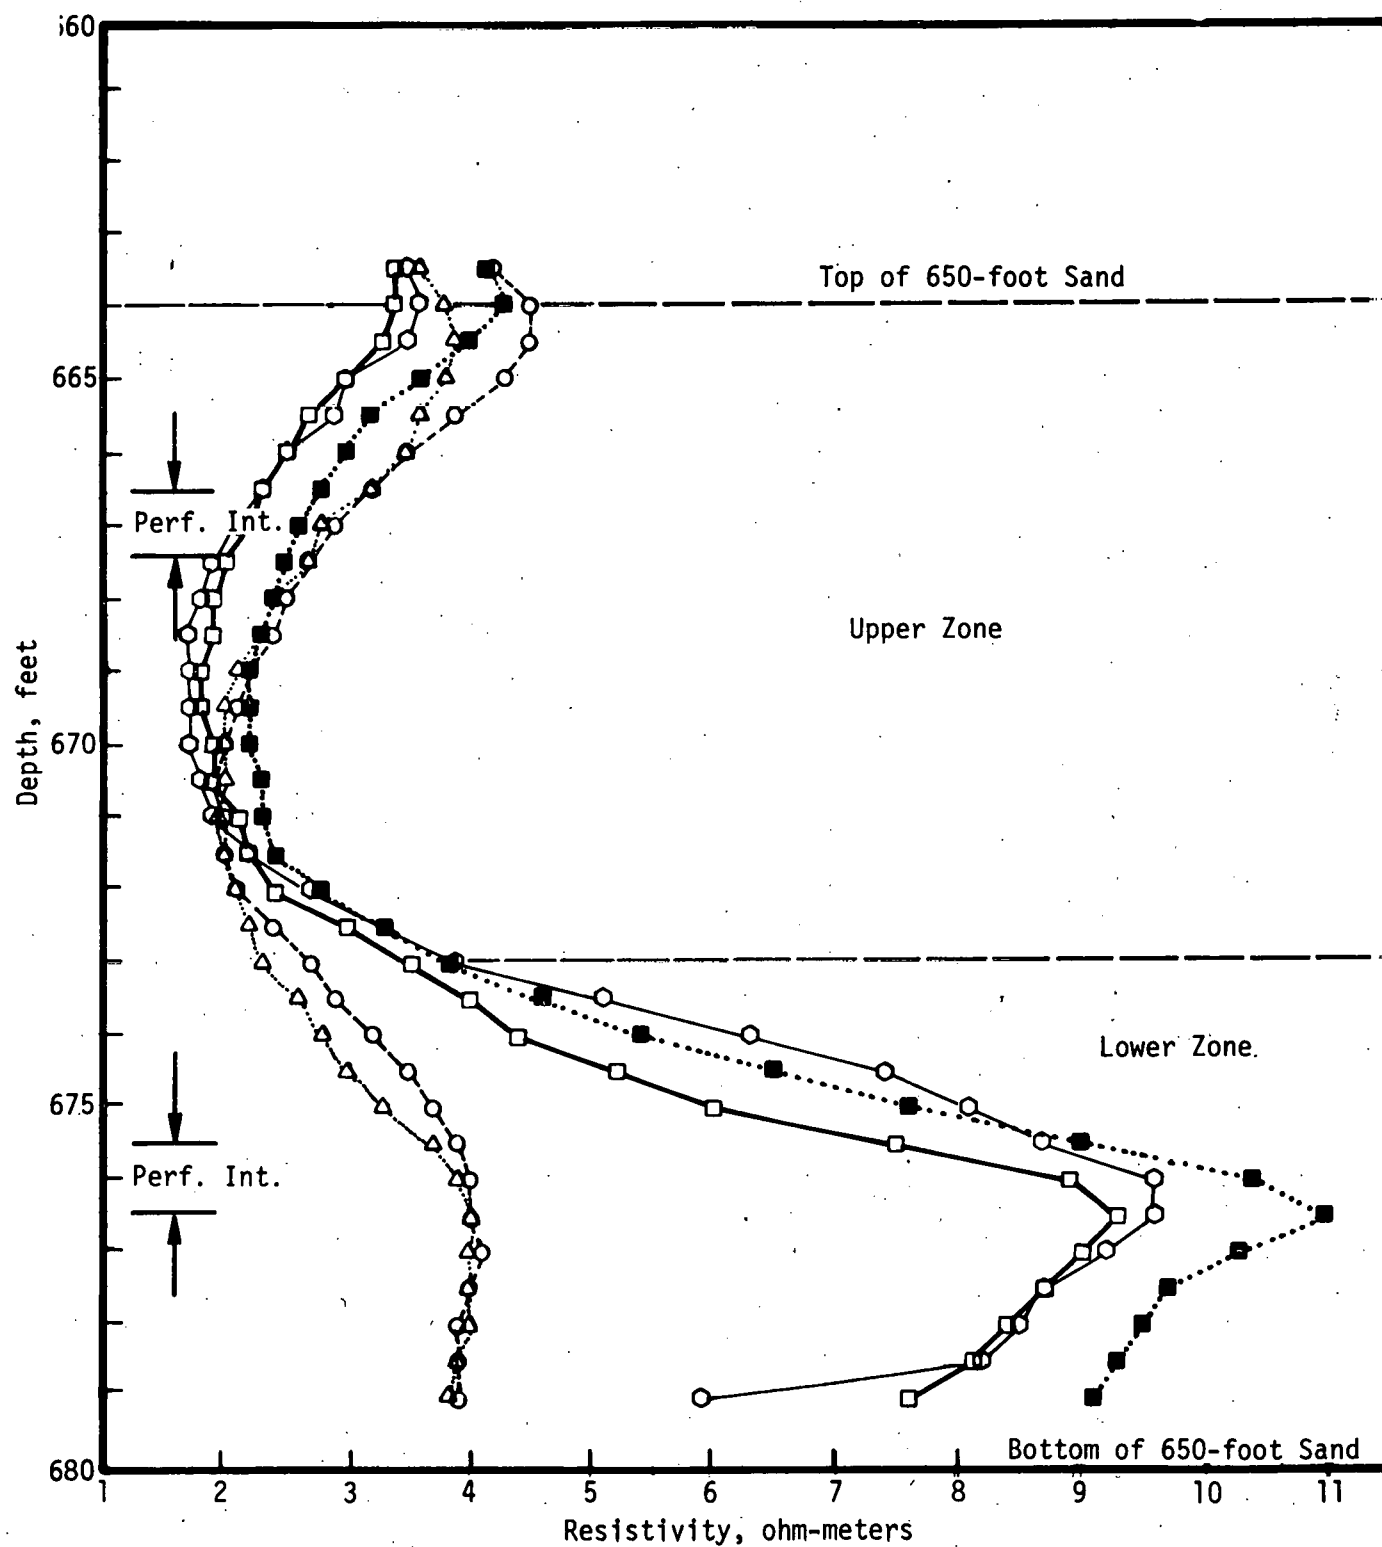 660
Top of 650-foot Sand
665
Perf. Int.
Upper Zone
Depth, feet
670
Lower Zone.
675
Perf. Int.
Bottom of 650-foot Sand
680
1 2 3 4 5 6 7 8 9 10 11
Resistivity, ohm-meters